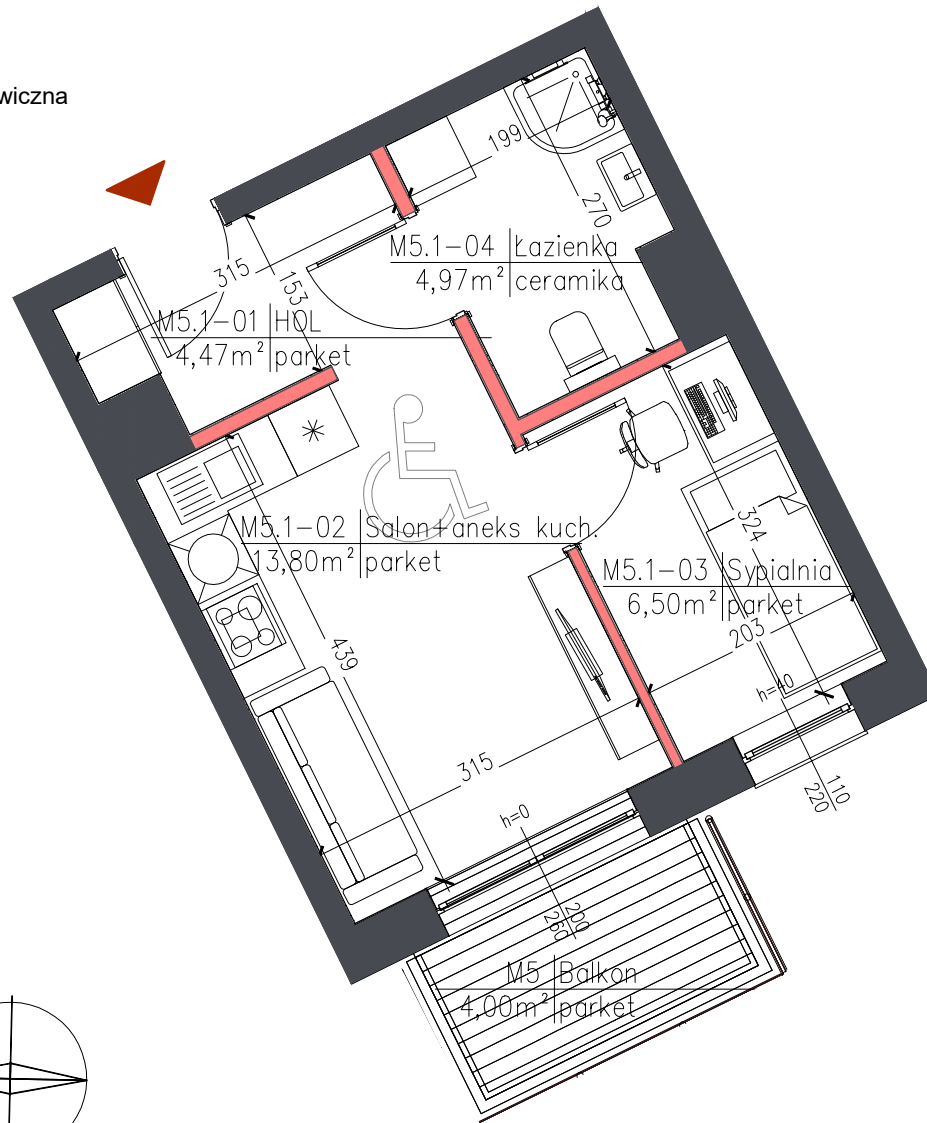 wiczna
199
270
M5.1-04 Łazienka
4,97m² ceramika
315
153
M5.1-01 HOL
4,47m² parket
M5.1-02 Salon+aneks kuch.
13,80m² parket
324
M5.1-03 Sypialnia
6,50m² parket
203
439
h=40
315
110
220
h=0
200
260
M5 Balkon
4,00m² parket